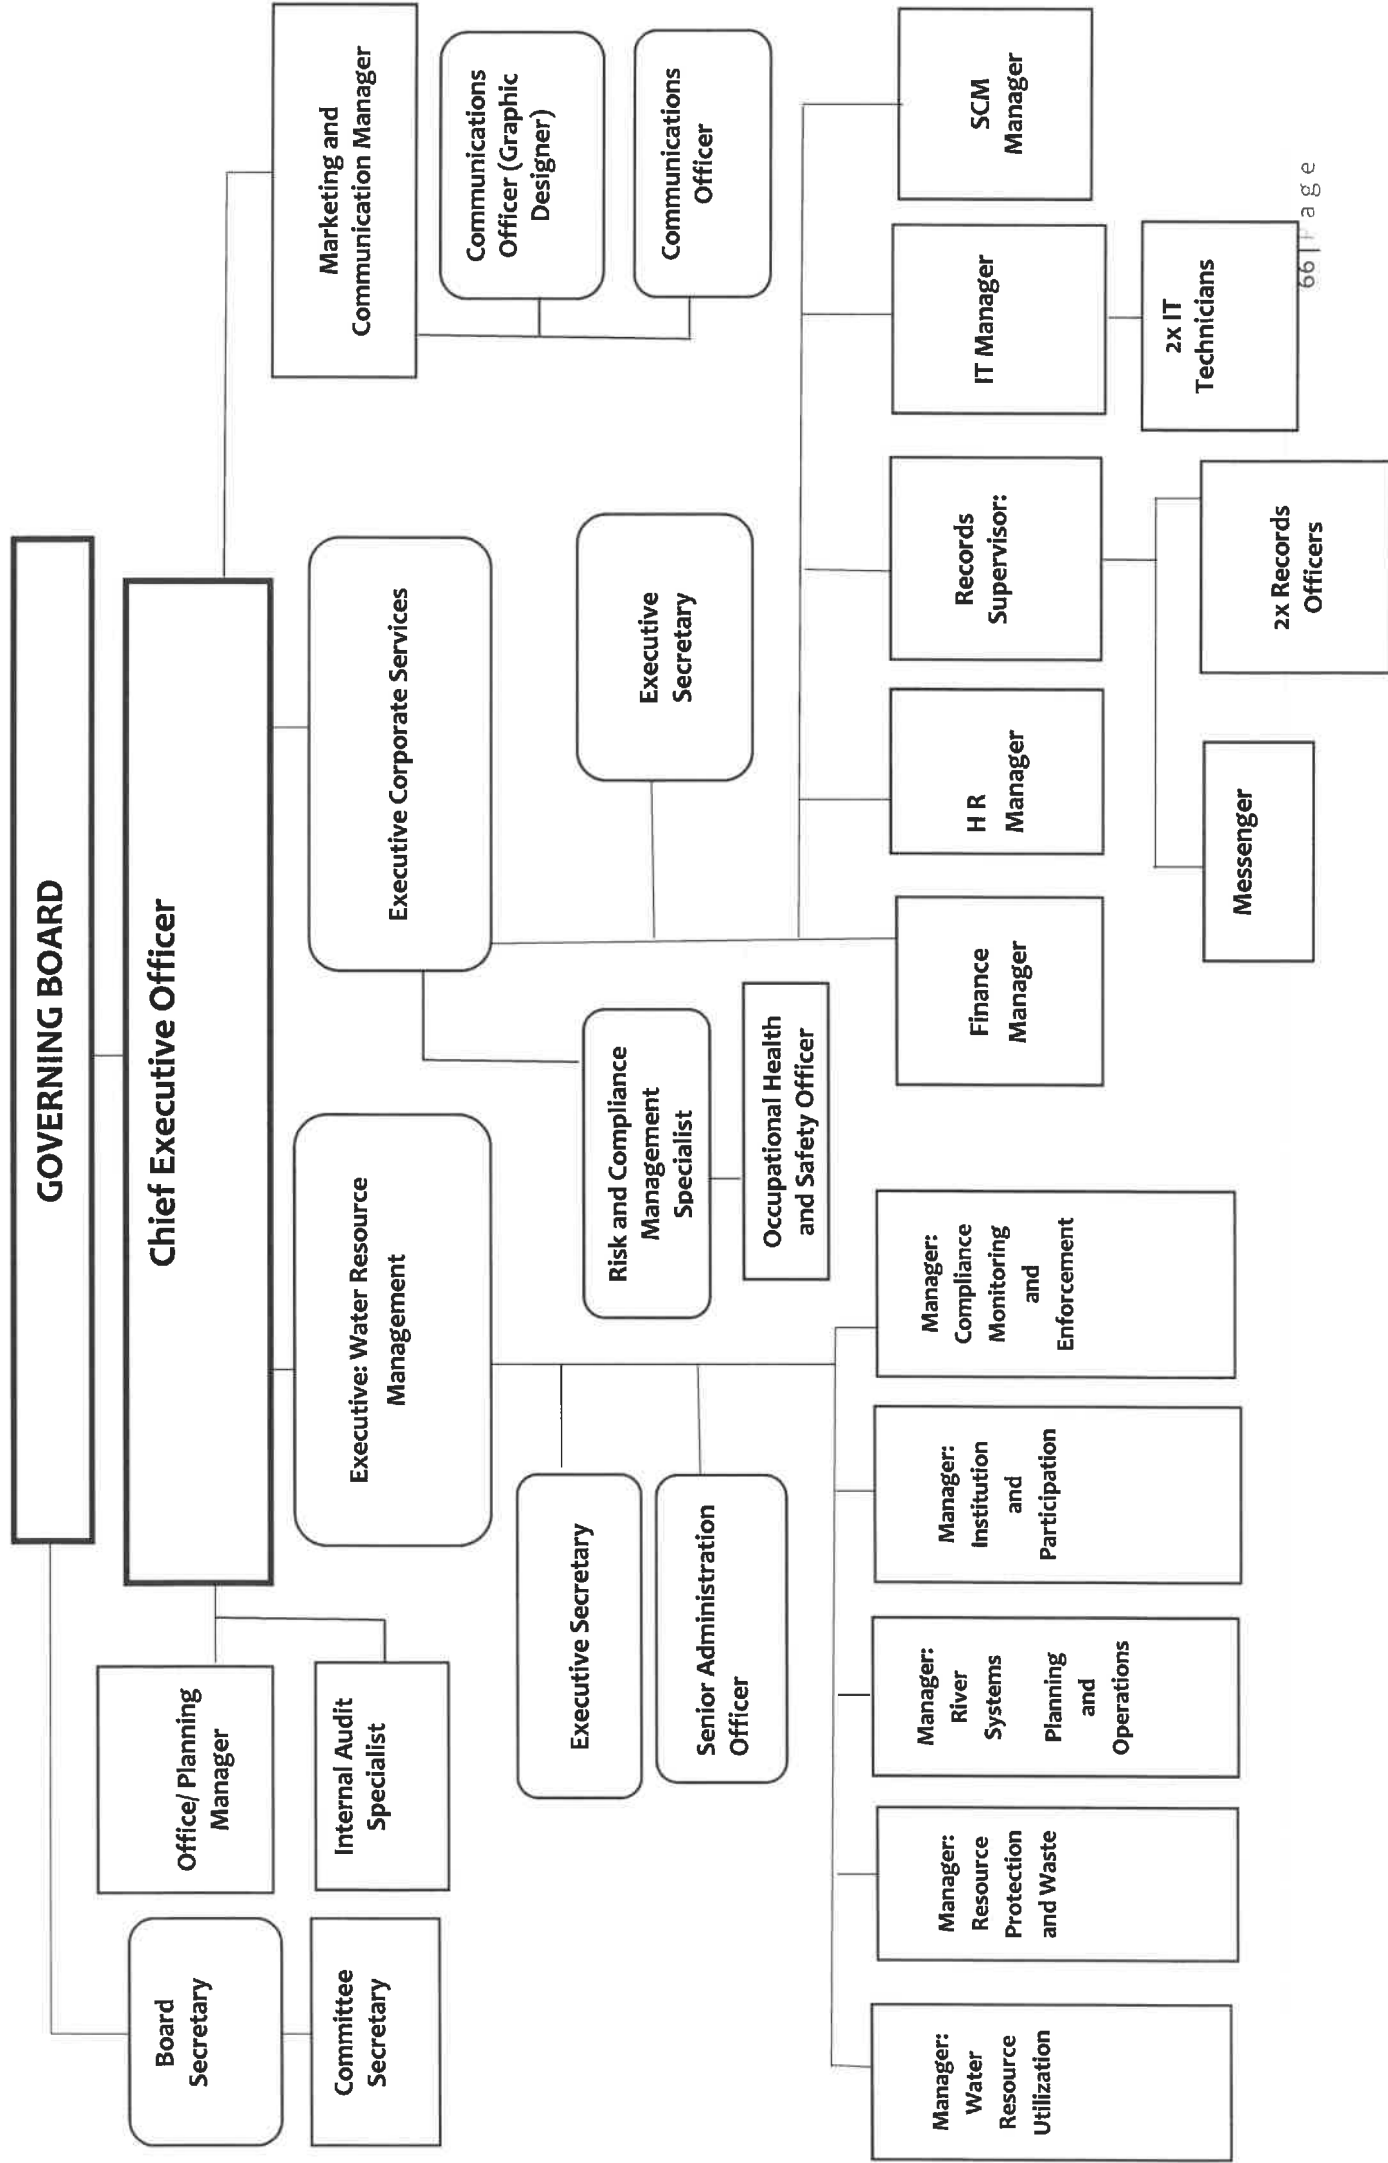 GOVERNING BOARD
Chief Executive Officer
Board
Secretary
Committee
Secretary
Office/ Planning
Manager
Internal Audit
Specialist
Executive: Water Resource
Management
Executive Corporate Services
Marketing and
Communication Manager
Communications
Officer (Graphic
Designer)
Communications
Officer
Executive Secretary
Senior Administration
Officer
Risk and Compliance
Management
Specialist
Occupational Health
and Safety Officer
Executive
Secretary
Manager:
Water
Resource
Utilization
Manager:
Resource
Protection
and Waste
Manager:
River
Systems
Planning
and
Operations
Manager:
Institution
and
Participation
Manager:
Compliance
Monitoring
and
Enforcement
Finance
Manager
H R
Manager
Records
Supervisor:
IT Manager
SCM
Manager
Messenger
2x Records
Officers
2x IT
Technicians
66 | P a g e